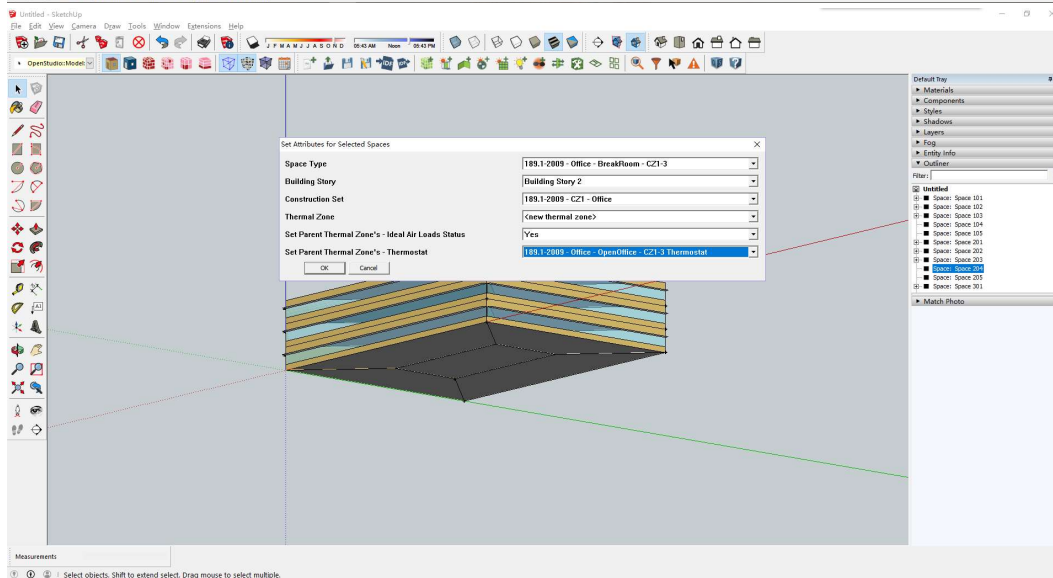 Untitled - SketchUp
File Edit View Camera Draw Tools Window Extensions Help
J F M A M J J A S O N D 05:43 AM Noon 05:43 PM
OpenStudio::Model:
Default Tray
Materials
Components
Styles
Shadows
Layers
Fog
Entity Info
Outliner
Filter:
Untitled
Space: Space 101
Space: Space 102
Space: Space 103
Space: Space 104
Space: Space 105
Space: Space 201
Space: Space 202
Space: Space 203
Space: Space 204
Space: Space 205
Space: Space 301
Match Photo
Set Attributes for Selected Spaces
Space Type 189.1-2009 - Office - BreakRoom - CZ1-3
Building Story Building Story 2
Construction Set 189.1-2009 - CZ1 - Office
Thermal Zone <new thermal zone>
Set Parent Thermal Zone's - Ideal Air Loads Status Yes
Set Parent Thermal Zone's - Thermostat 189.1-2009 - Office - OpenOffice - CZ1-3 Thermostat
OK Cancel
Measurements
Select objects. Shift to extend select. Drag mouse to select multiple.